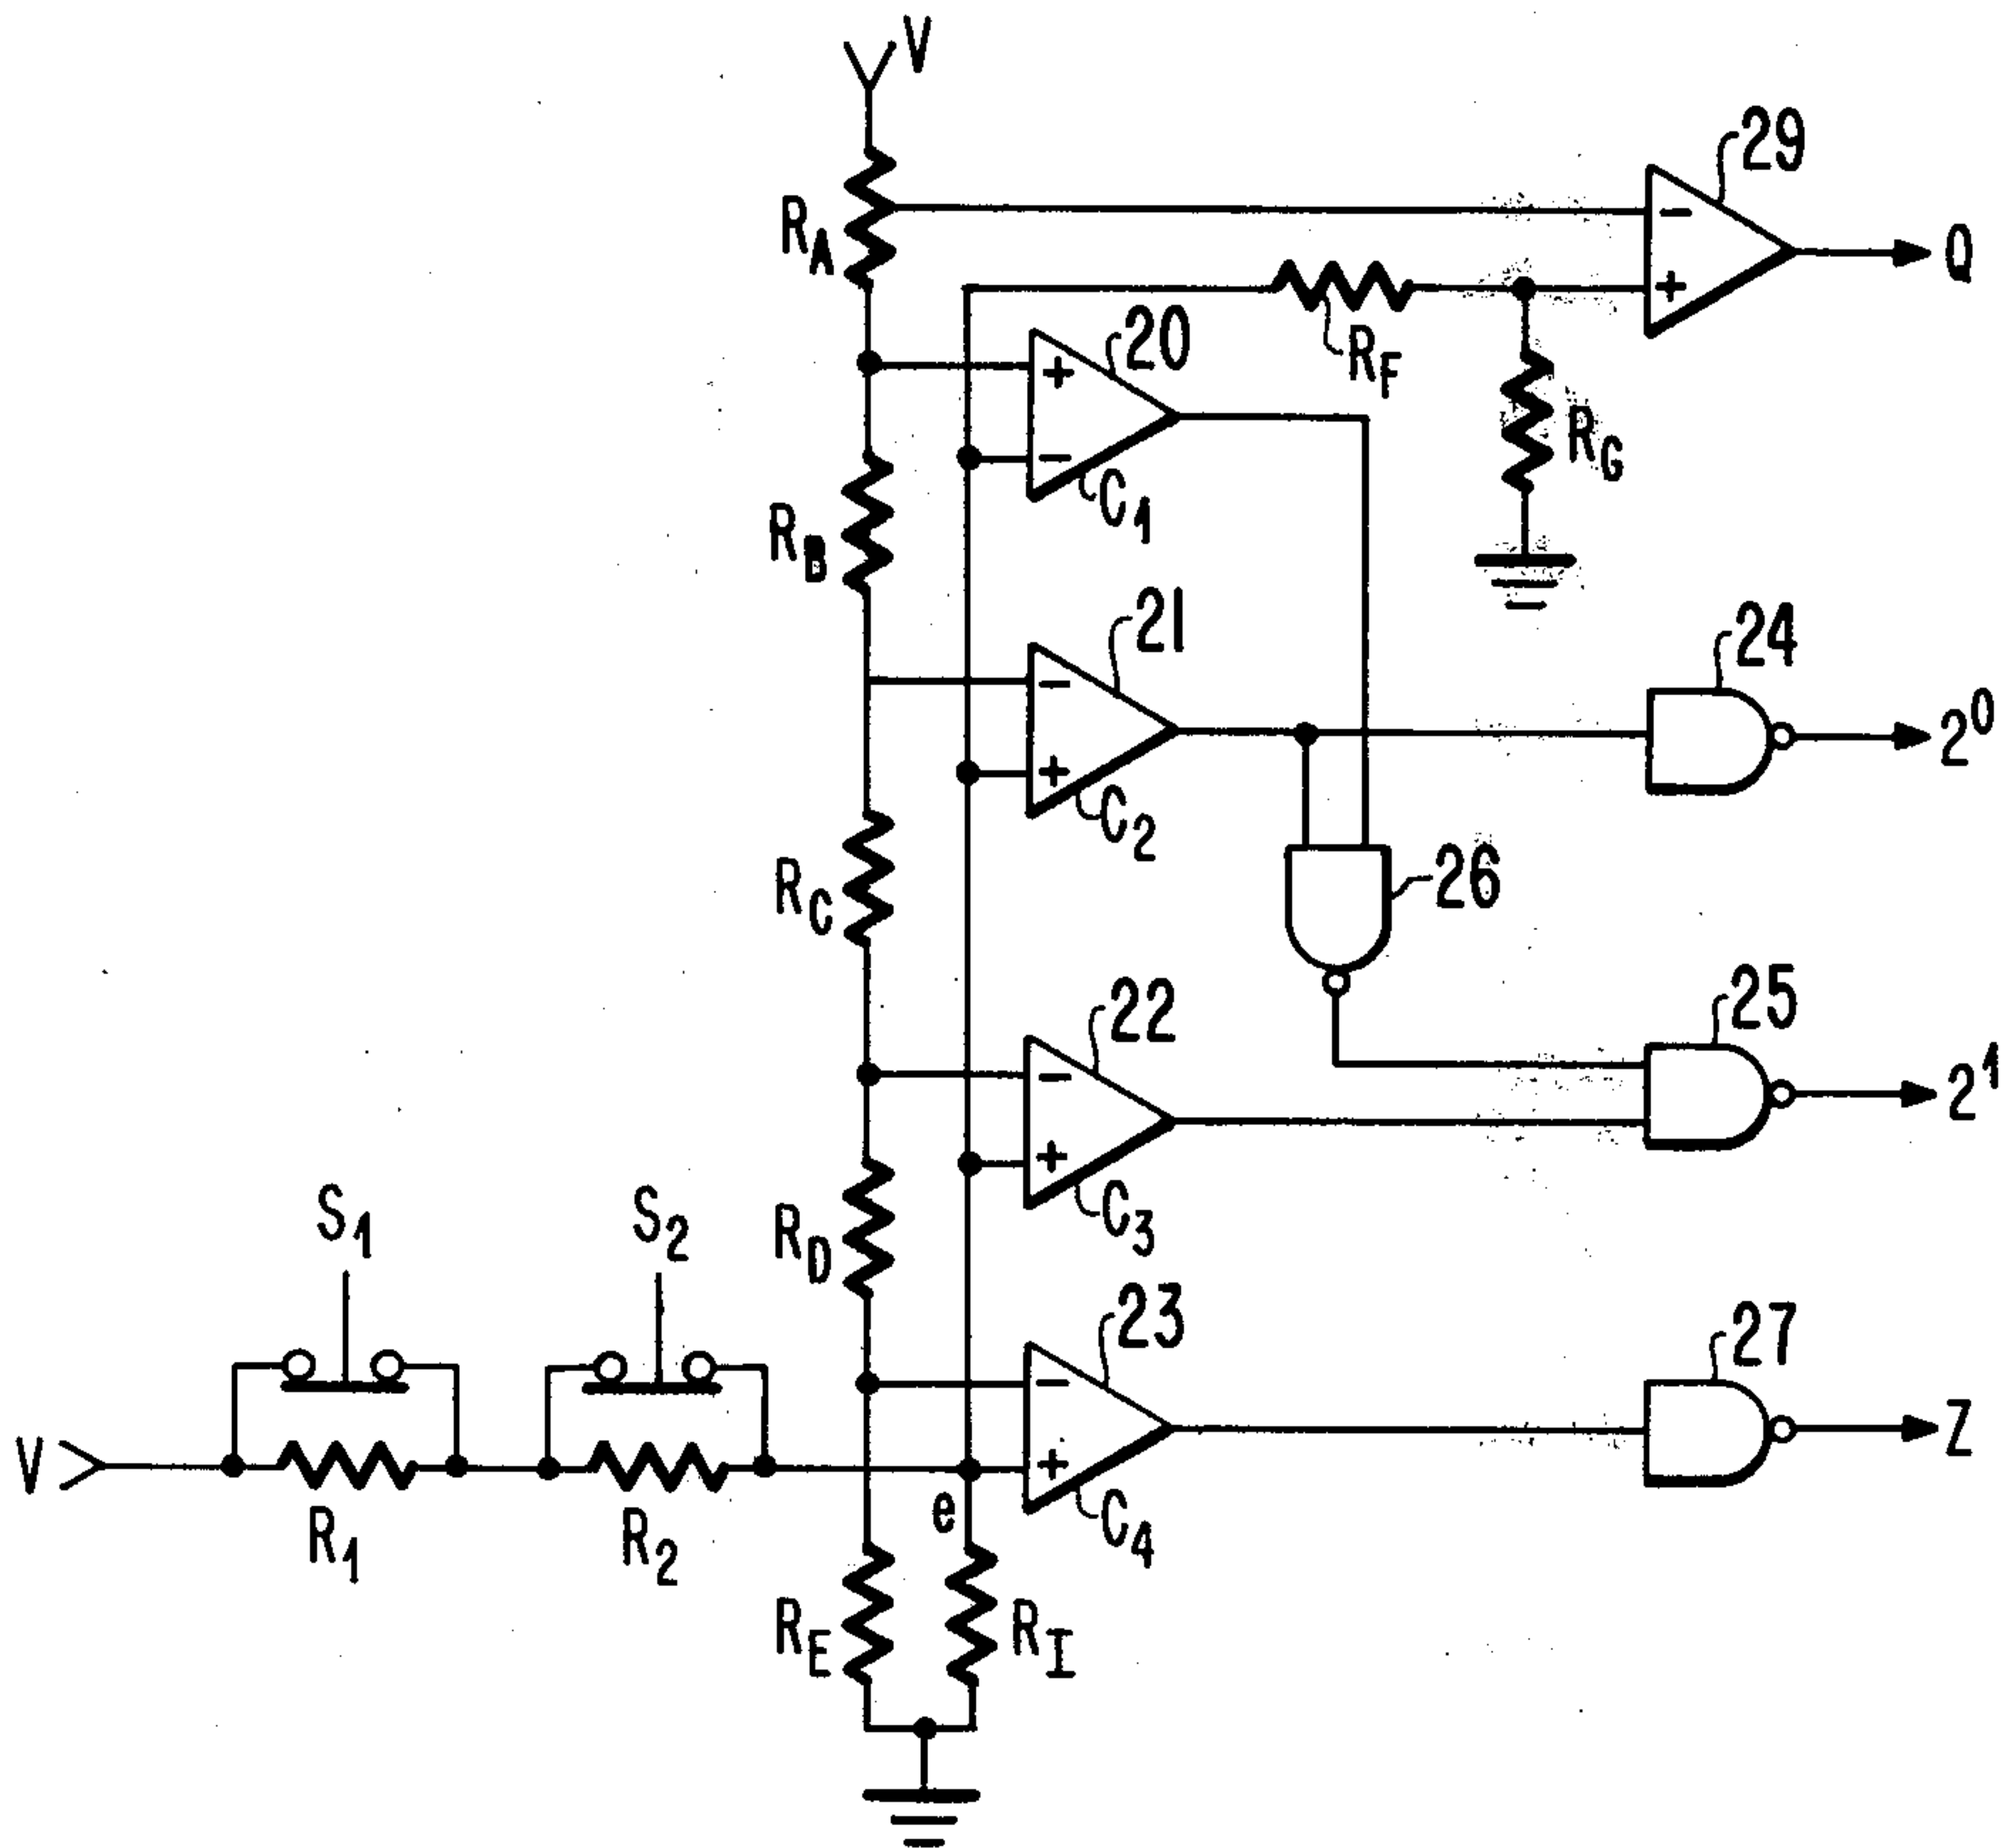 V
29
R_A
-
Q
+
20
R_F
+
R_G
-
C_1
R_B
21
24
-
2^0
+
C_2
R_C
26
22
25
-
2^1
+
C_3
S_1
S_2
R_D
23
27
-
Z
V
+
e
C_4
R_1
R_2
R_E
R_I